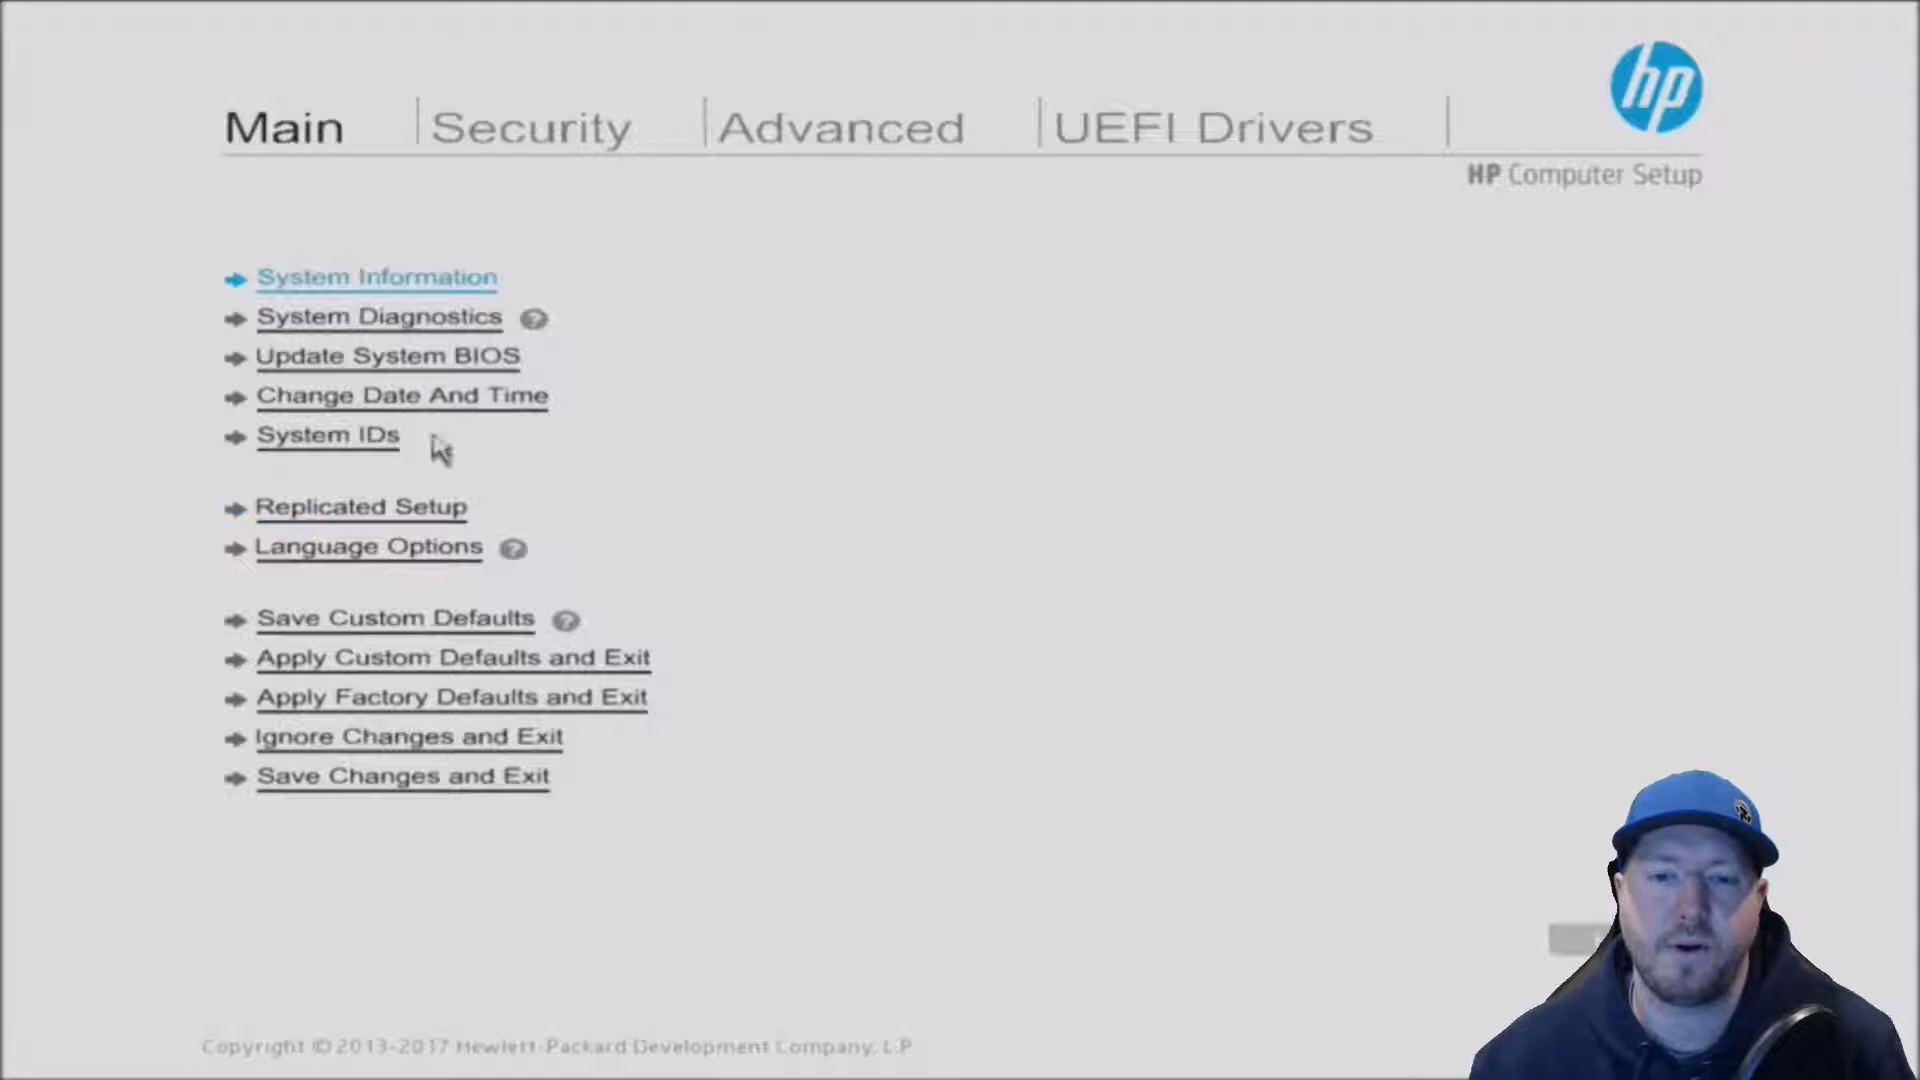 Main Security Advanced UEFI Drivers
hp
HP Computer Setup
System Information
System Diagnostics ?
Update System BIOS
Change Date And Time
System IDs
Replicated Setup
Language Options ?
Save Custom Defaults ?
Apply Custom Defaults and Exit
Apply Factory Defaults and Exit
Ignore Changes and Exit
Save Changes and Exit
Copyright © 2013-2017 Hewlett-Packard Development Company, L.P